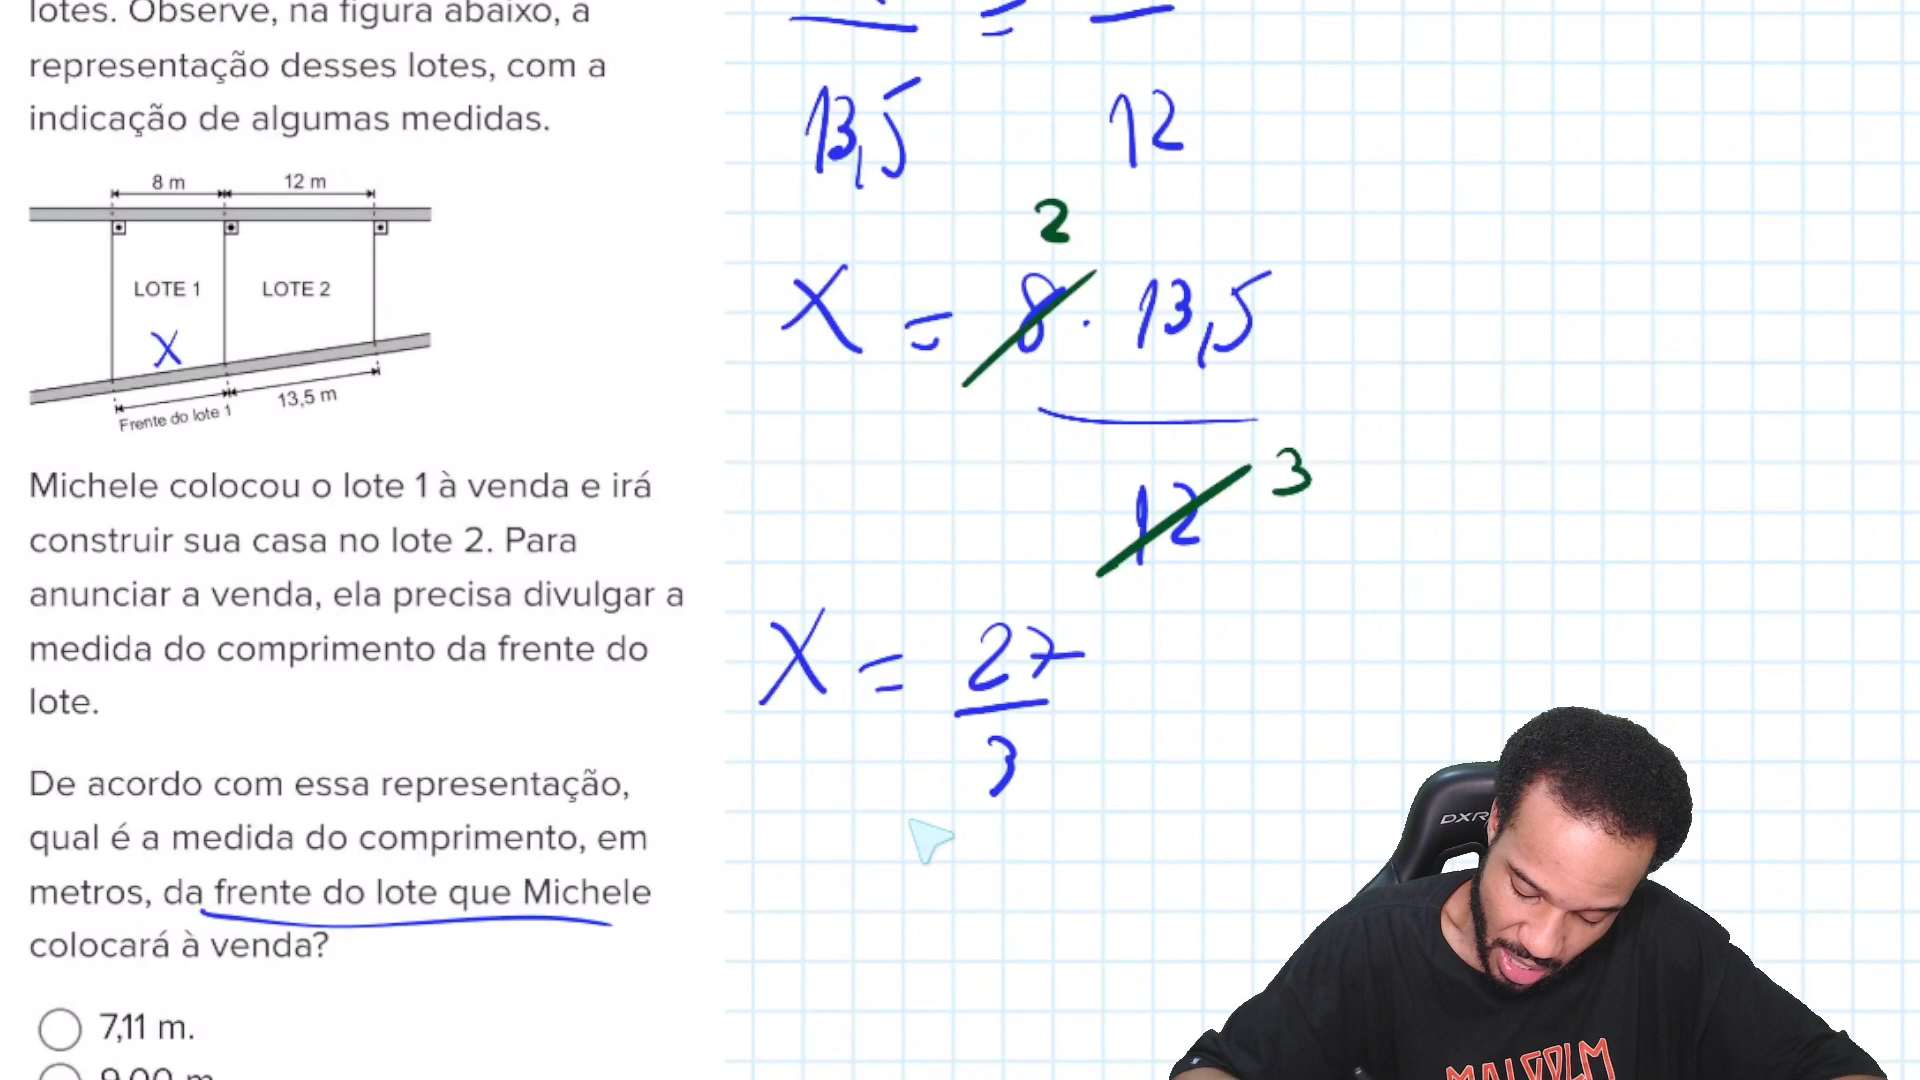 lotes. Observe, na figura abaixo, a
representação desses lotes, com a
indicação de algumas medidas.
8 m
12 m
LOTE 1
LOTE 2
X
13,5 m
Frente do lote 1
Michele colocou o lote 1 à venda e irá
construir sua casa no lote 2. Para
anunciar a venda, ela precisa divulgar a
medida do comprimento da frente do
lote.
De acordo com essa representação,
qual é a medida do comprimento, em
metros, da frente do lote que Michele
colocará à venda?
7,11 m.
9,00 m
=
13,5
12
2
X = 8 . 13,5
12
3
X = 27
3
DXR
MALCOLM